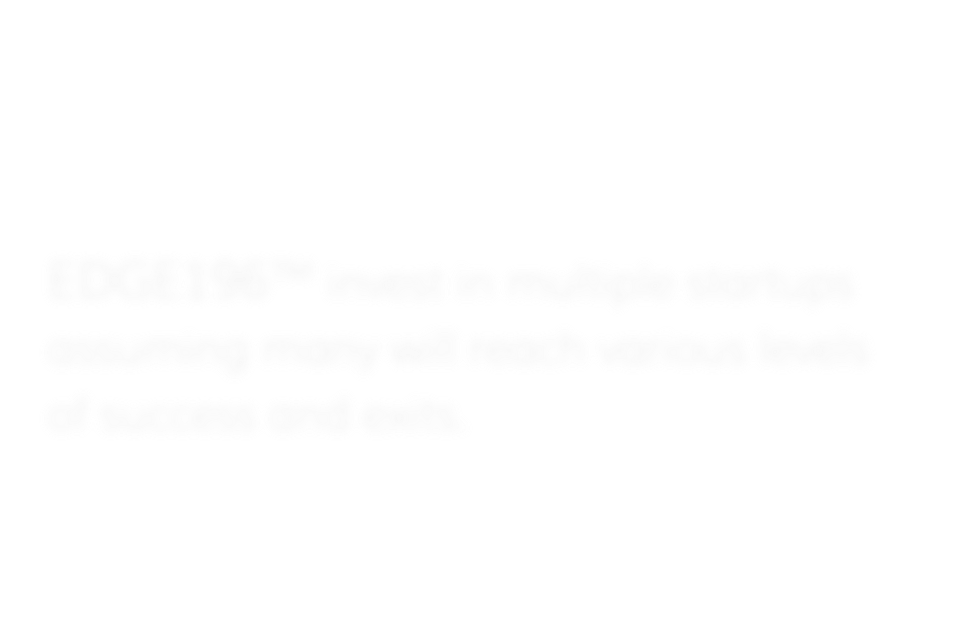 EDGE196™ invest in multiple startups
assuming many will reach various levels
of success and exits.